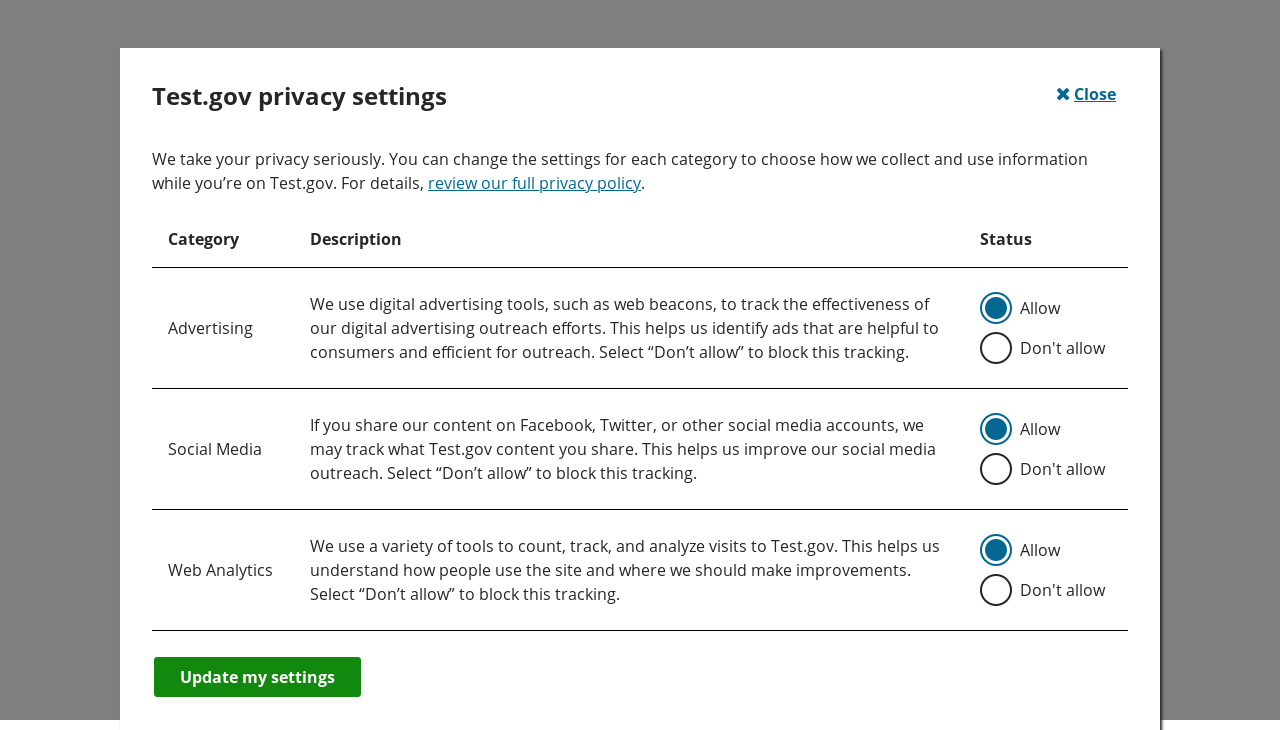 Test.gov privacy settings
Close
We take your privacy seriously. You can change the settings for each category to choose how we collect and use information
while you’re on Test.gov. For details, review our full privacy policy.
Category Description Status
We use digital advertising tools, such as web beacons, to track the effectiveness of
our digital advertising outreach efforts. This helps us identify ads that are helpful to
consumers and efficient for outreach. Select “Don’t allow” to block this tracking.
Advertising
Allow
Don't allow
If you share our content on Facebook, Twitter, or other social media accounts, we
may track what Test.gov content you share. This helps us improve our social media
outreach. Select “Don’t allow” to block this tracking.
Social Media
Allow
Don't allow
We use a variety of tools to count, track, and analyze visits to Test.gov. This helps us
understand how people use the site and where we should make improvements.
Select “Don’t allow” to block this tracking.
Web Analytics
Allow
Don't allow
Update my settings